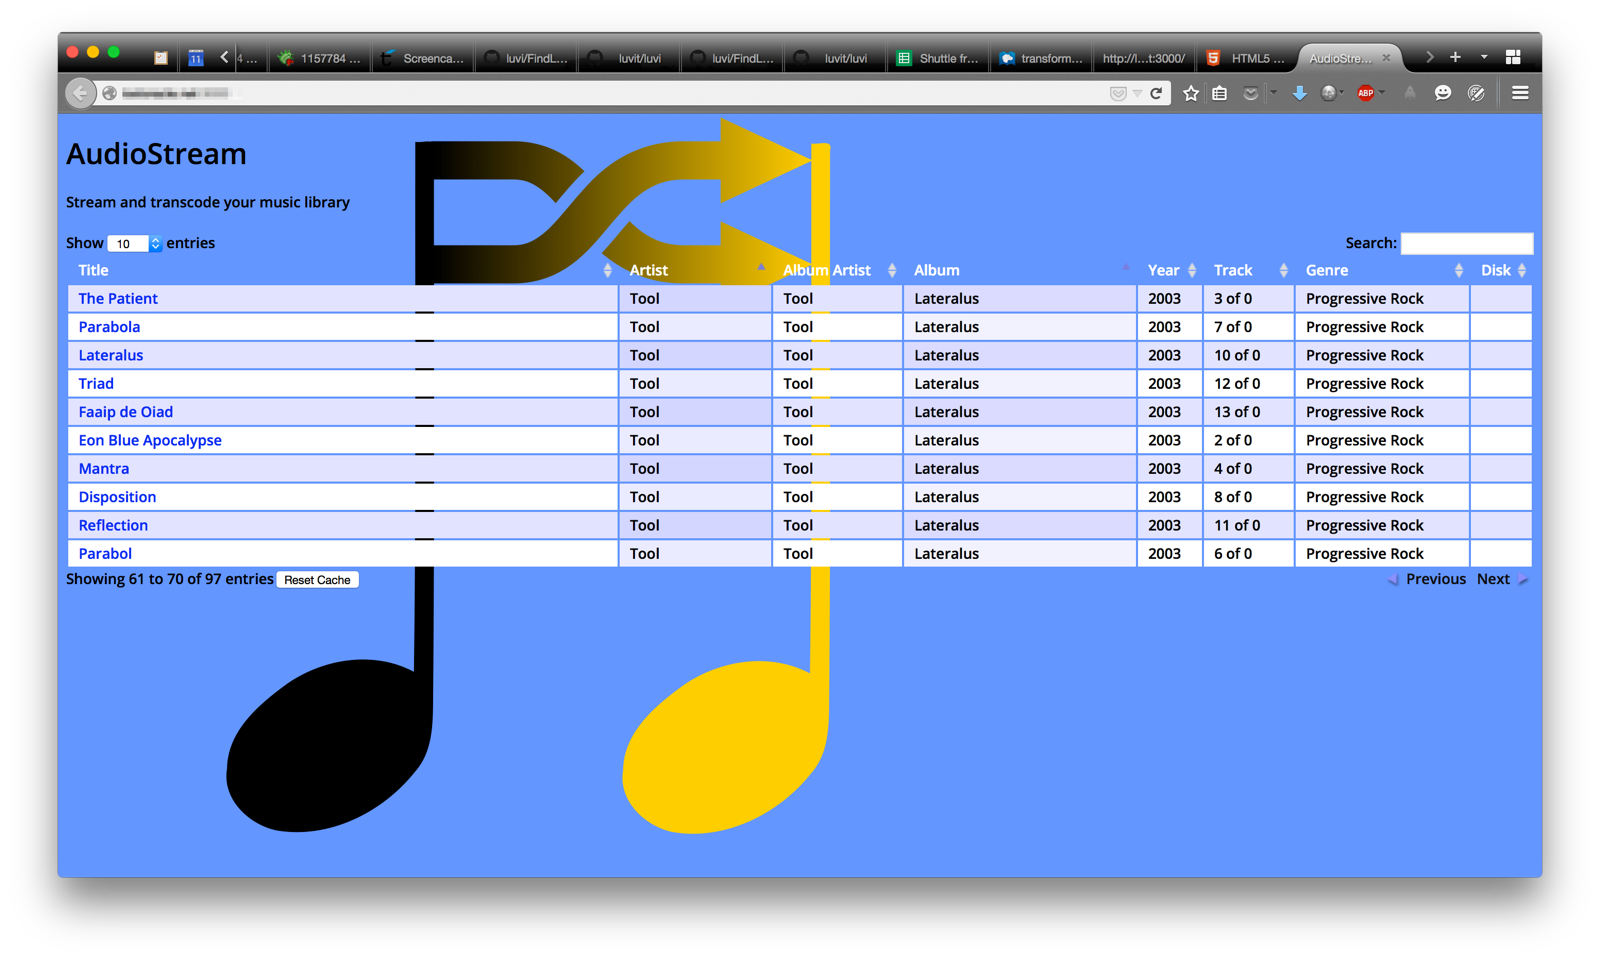 11 4 ... 1157784 ... Screenca... luvi/FindL... luvit/luvi luvi/FindL... luvit/luvi Shuttle fr... transform... http://l...t:3000/ HTML5 ... AudioStre...
ABP
AudioStream
Stream and transcode your music library
Show 10 entries Search:
Title Artist Album Artist Album Year Track Genre Disk
The Patient Tool Tool Lateralus 2003 3 of 0 Progressive Rock
Parabola Tool Tool Lateralus 2003 7 of 0 Progressive Rock
Lateralus Tool Tool Lateralus 2003 10 of 0 Progressive Rock
Triad Tool Tool Lateralus 2003 12 of 0 Progressive Rock
Faaip de Oiad Tool Tool Lateralus 2003 13 of 0 Progressive Rock
Eon Blue Apocalypse Tool Tool Lateralus 2003 2 of 0 Progressive Rock
Mantra Tool Tool Lateralus 2003 4 of 0 Progressive Rock
Disposition Tool Tool Lateralus 2003 8 of 0 Progressive Rock
Reflection Tool Tool Lateralus 2003 11 of 0 Progressive Rock
Parabol Tool Tool Lateralus 2003 6 of 0 Progressive Rock
Showing 61 to 70 of 97 entries Reset Cache Previous Next